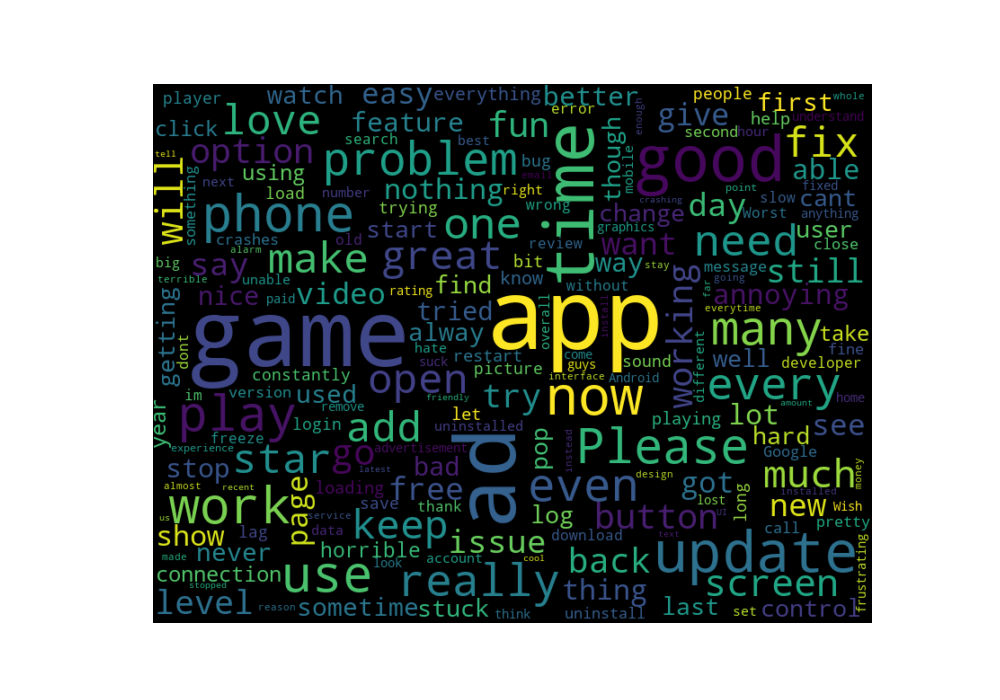 player
watch
easy
everything
better
error
people
first
whole
click
love
feature
fun
enough
give
help
understand
second
hour
fix
search
best
tell
option
problem
time
though
mobile
good
able
something
using
bug
email
next
load
number
nothing
right
wrong
crashing
point
fixed
slow
cant
Worst
anything
will
phone
trying
start
one
change
day
graphics
user
close
crashes
old
alarm
make
great
review
want
need
big
say
bit
way
stay
message
going
still
terrible
unable
know
without
nice
paid
video
rating
find
app
working
far
annoying
getting
game
tried
overall
install
everytime
many
take
dont
alway
hate
restart
suck
come
guys
sound
different
well
fine
developer
constantly
open
picture
interface
Android
im
version
used
friendly
try
now
every
amount
home
play
remove
let
year
login
add
uninstalled
playing
lot
see
freeze
pop
instead
Please
hard
experience
star
go
advertisement
ad
Google
stop
loading
latest
bad
design
much
money
almost
recent
page
free
even
got
lost
long
installed
work
save
thank
button
UI
new
Wish
us
service
data
keep
log
text
call
pretty
show
lag
issue
download
never
horrible
account
back
update
frustrating
made
look
cool
connection
stopped
use
really
thing
screen
level
reason
sometime
stuck
think
uninstall
last
set
control